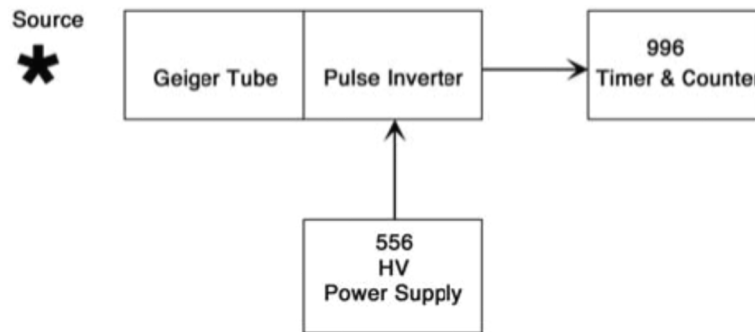 Source
*
Geiger Tube
Pulse Inverter
996
Timer & Counter
556
HV
Power Supply